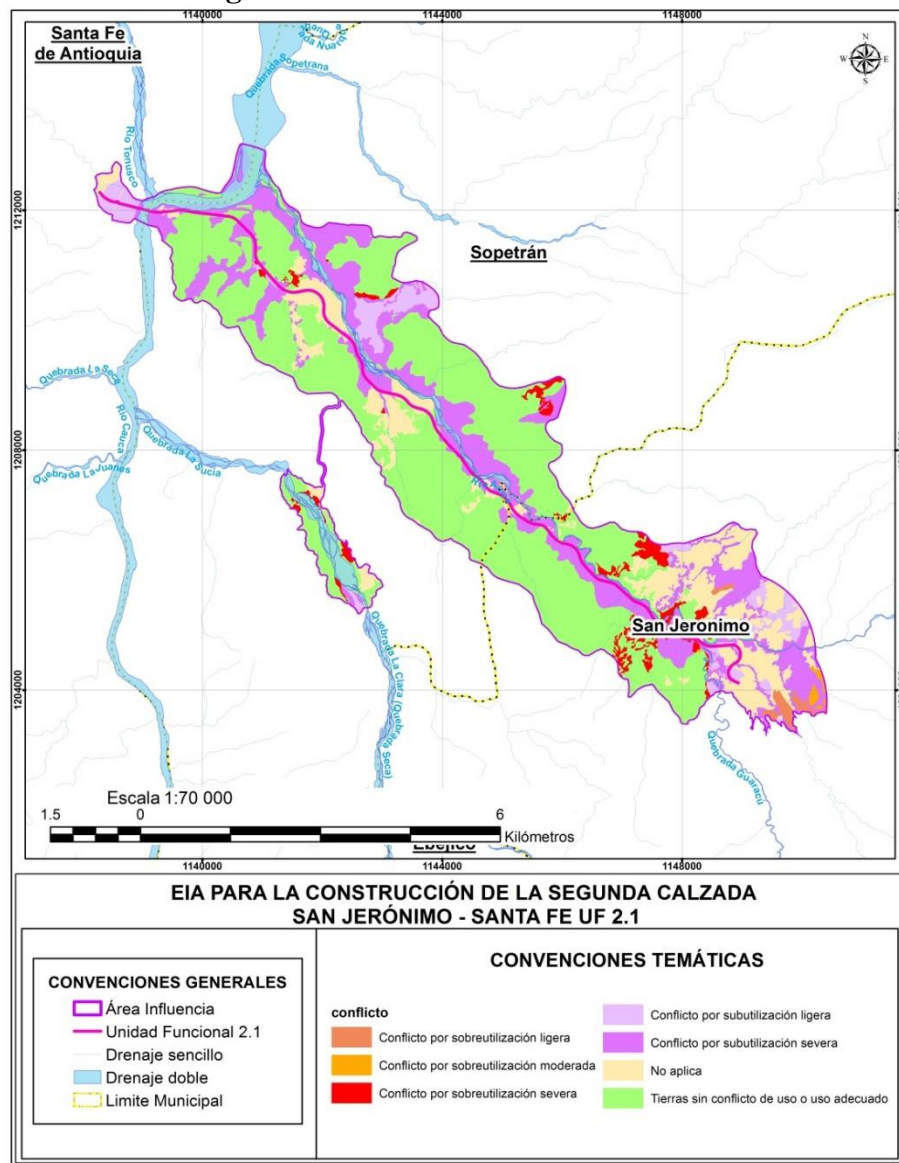 1140000
1144000
1148000
Santa Fe
de Antioquia
Quebrada Sopetrana
Río Tonusco
N
W
E
S
1212000
Sopetrán
Quebrada La Seca
Río Cauca
1208000
Quebrada La Sucia
Quebrada LaJuanes
San Jeronimo
1204000
Quebrada La Clara (Quebrada Seca)
Quebrada Guaracú
Escala 1:70 000
1.5
0
6
Kilómetros
Ebéjico
1140000
1144000
1148000
EIA PARA LA CONSTRUCCIÓN DE LA SEGUNDA CALZADA
SAN JERÓNIMO - SANTA FE UF 2.1
CONVENCIONES GENERALES
Área Influencia
Unidad Funcional 2.1
Drenaje sencillo
Drenaje doble
Limite Municipal
CONVENCIONES TEMÁTICAS
conflicto
Conflicto por sobreutilización ligera
Conflicto por sobreutilización moderada
Conflicto por sobreutilización severa
Conflicto por subutilización ligera
Conflicto por subutilización severa
No aplica
Tierras sin conflicto de uso o uso adecuado